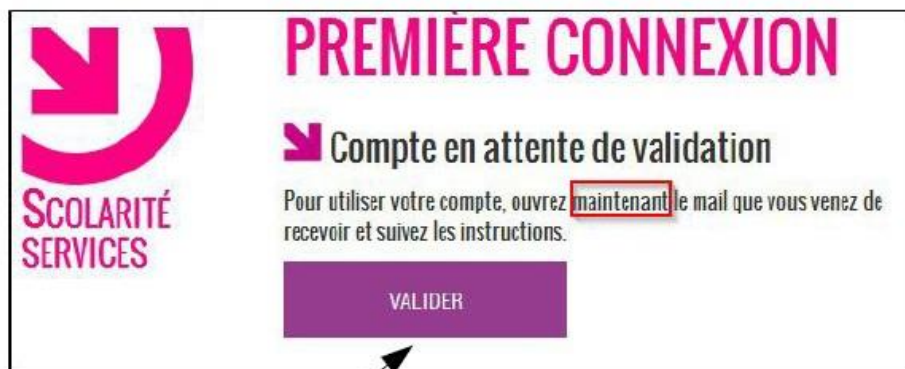 PREMIÈRE CONNEXION
Compte en attente de validation
Pour utiliser votre compte, ouvrez maintenant le mail que vous venez de
recevoir et suivez les instructions.
VALIDER
SCOLARITÉ
SERVICES